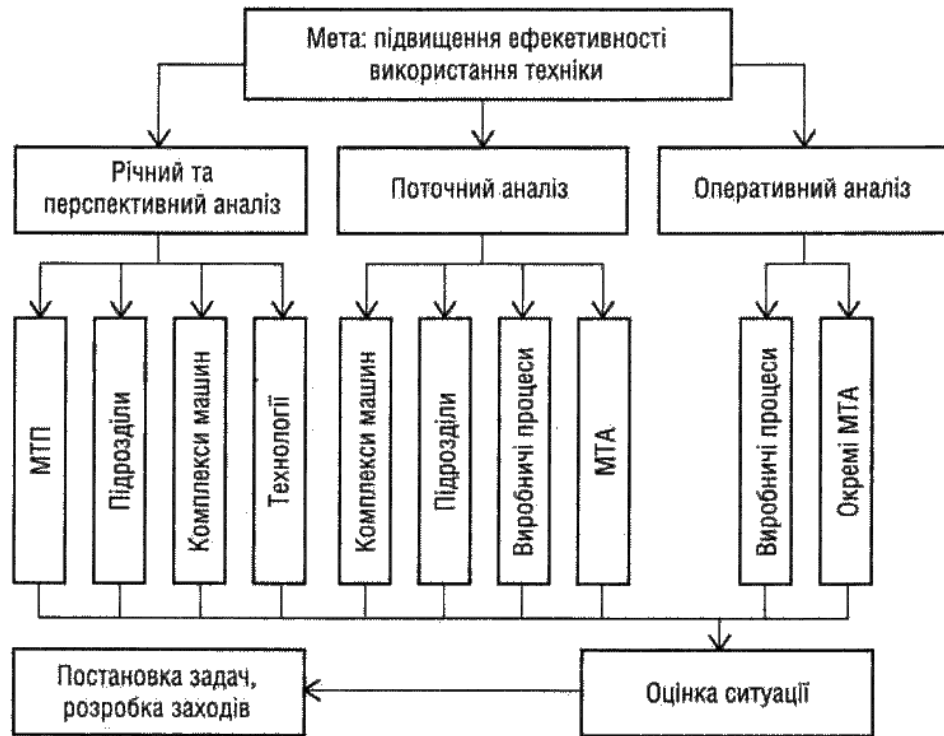 Мета: підвищення ефекетивності
використання техніки
Річний та
перспективний аналіз
Поточний аналіз
Оперативний аналіз
МТП
Підрозділи
Комплекси машин
Технології
Комплекси машин
Підрозділи
Виробничі процеси
МТА
Виробничі процеси
Окремі МТА
Постановка задач,
розробка заходів
Оцінка ситуації